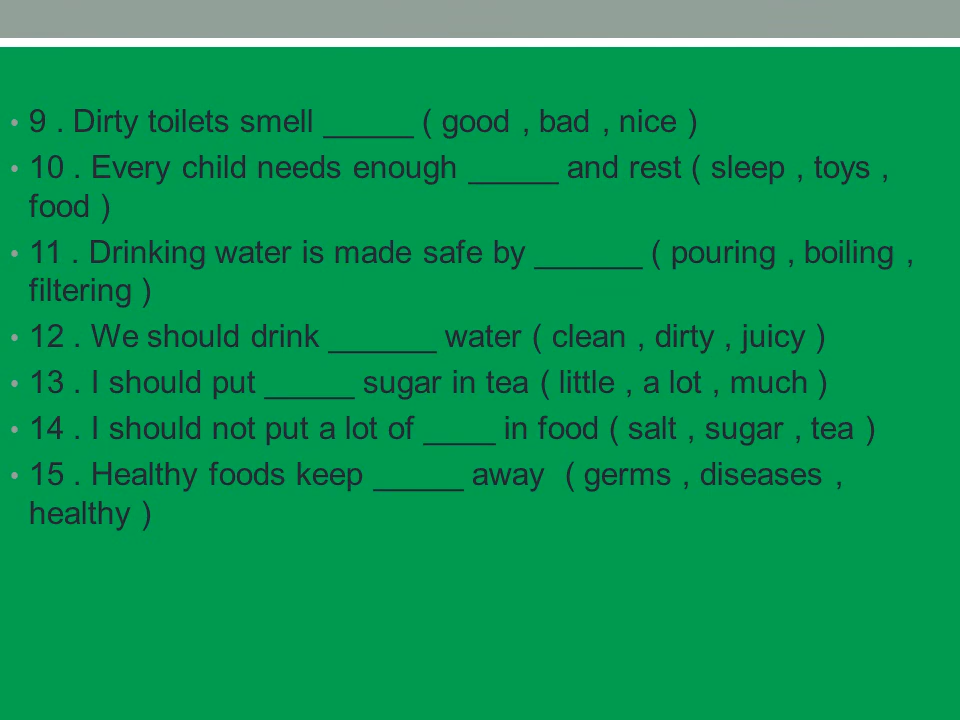 • 9 . Dirty toilets smell _____ ( good , bad , nice )
• 10 . Every child needs enough _____ and rest ( sleep , toys ,
food )
• 11 . Drinking water is made safe by ______ ( pouring , boiling ,
filtering )
• 12 . We should drink ______ water ( clean , dirty , juicy )
• 13 . I should put _____ sugar in tea ( little , a lot , much )
• 14 . I should not put a lot of ____ in food ( salt , sugar , tea )
• 15 . Healthy foods keep _____ away  ( germs , diseases ,
healthy )